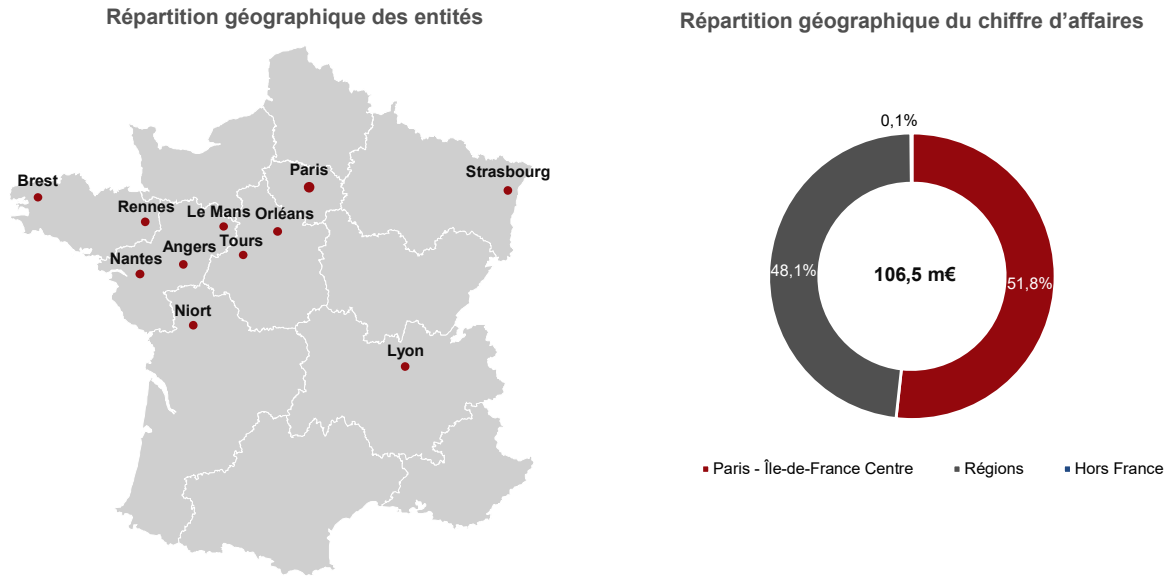 Répartition géographique des entités
Brest
Rennes
Le Mans
Paris
Orléans
Strasbourg
Nantes
Angers
Tours
Niort
Lyon
Répartition géographique du chiffre d’affaires
0,1%
48,1%
106,5 m€
51,8%
Paris - Île-de-France Centre
Régions
Hors France